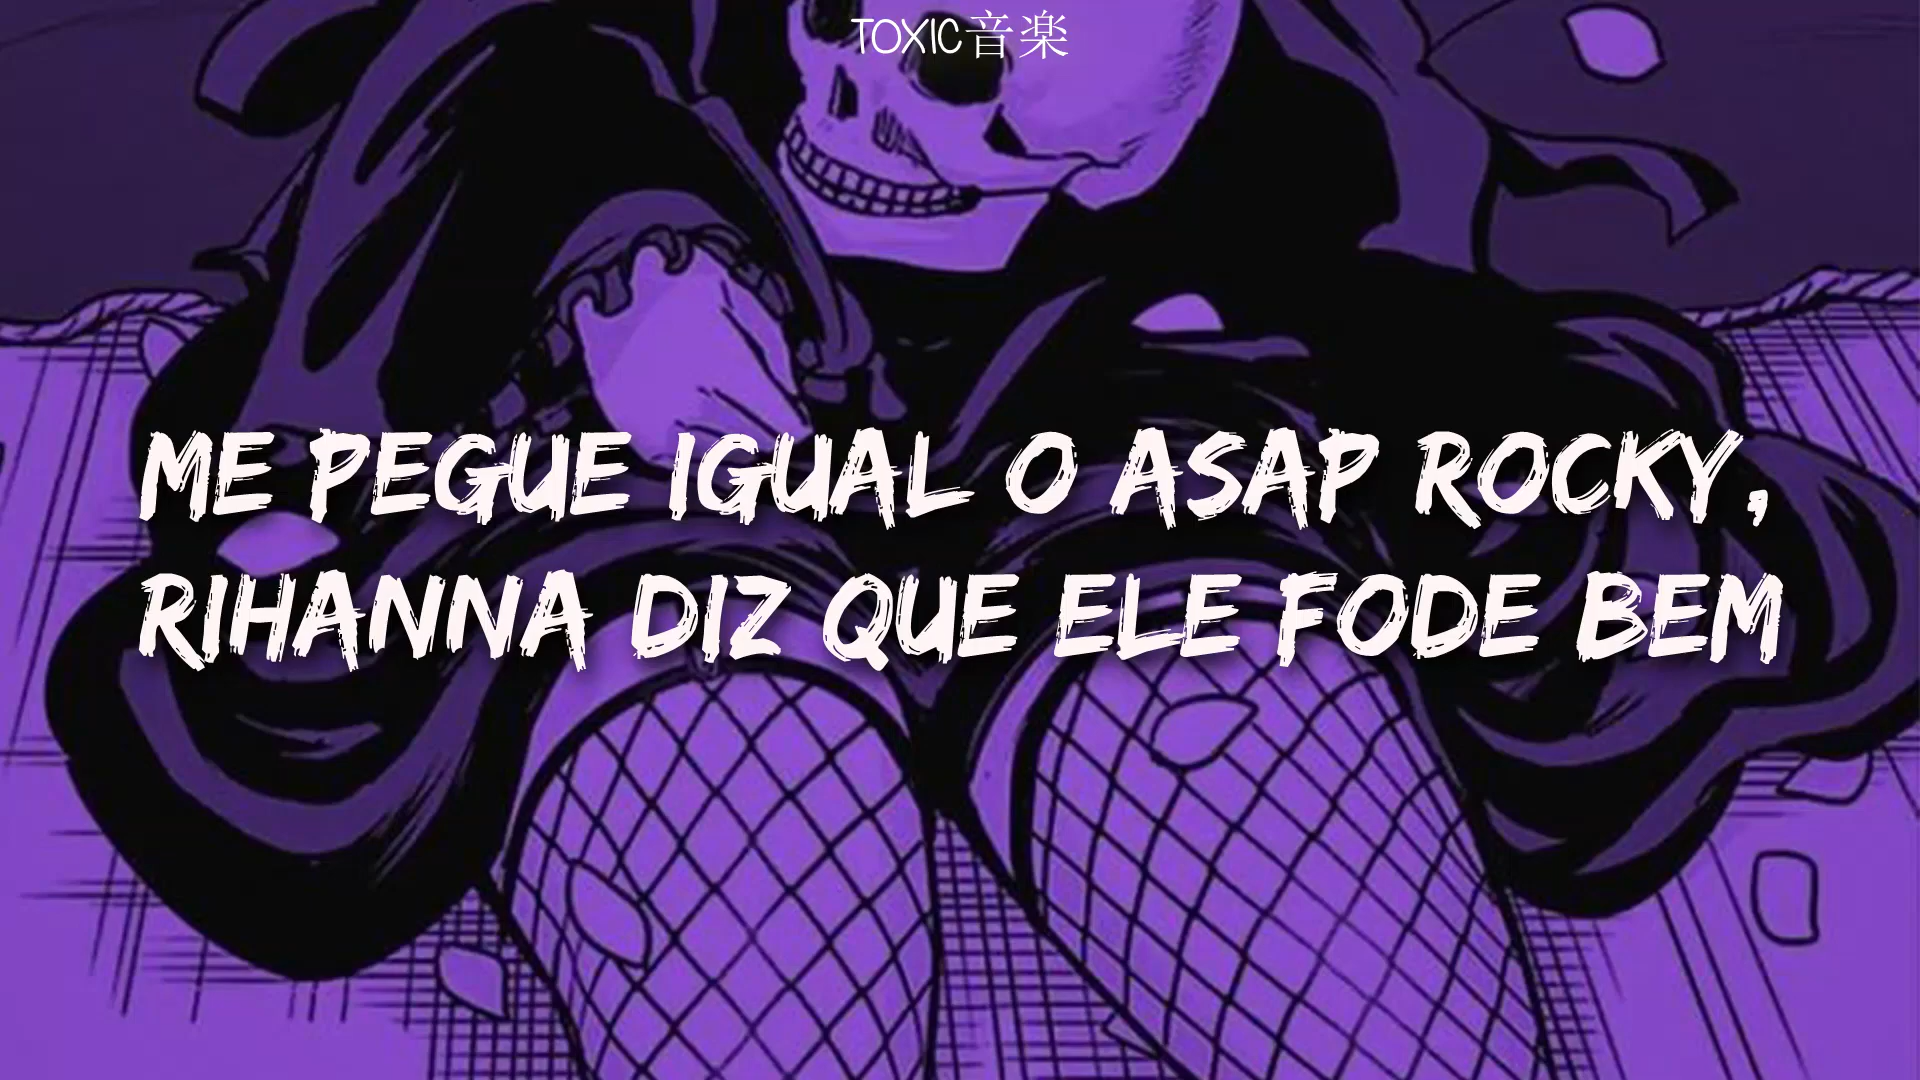 TOXIC音楽
ME PEGUE IGUAL O ASAP ROCKY,
RIHANNA DIZ QUE ELE FODE BEM